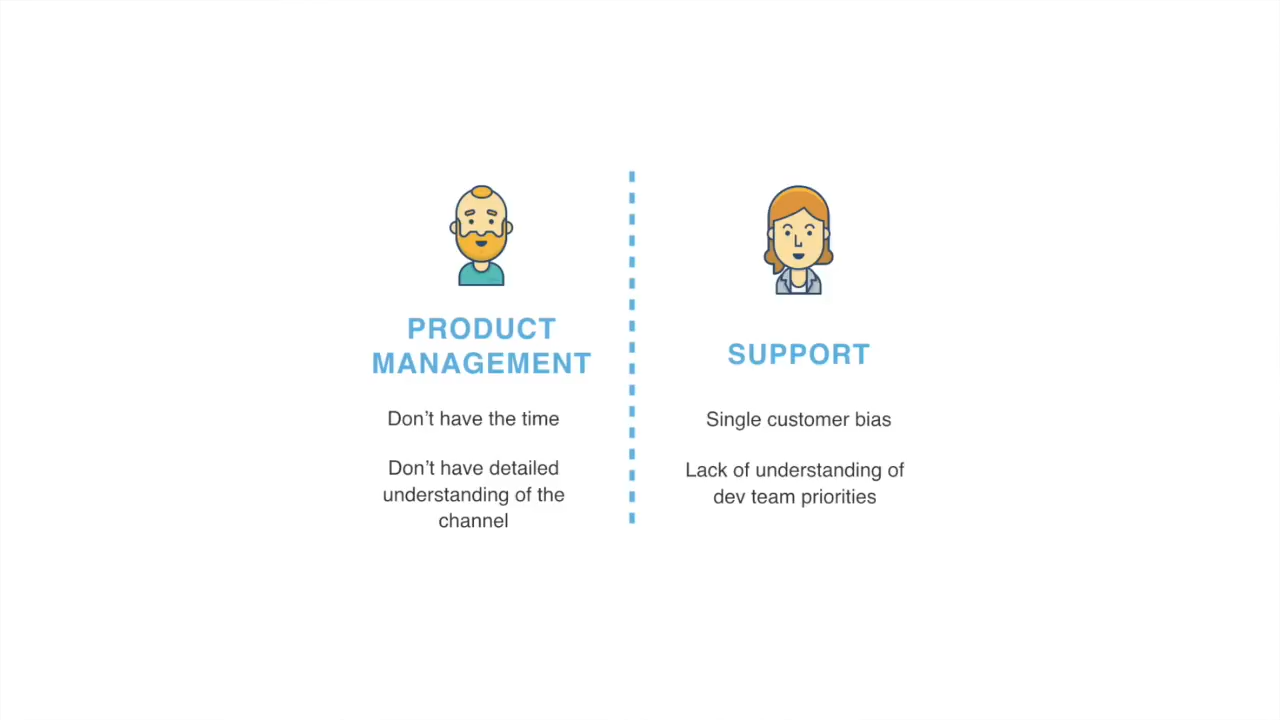 PRODUCT
MANAGEMENT
Don’t have the time
Don’t have detailed
understanding of the
channel
SUPPORT
Single customer bias
Lack of understanding of
dev team priorities